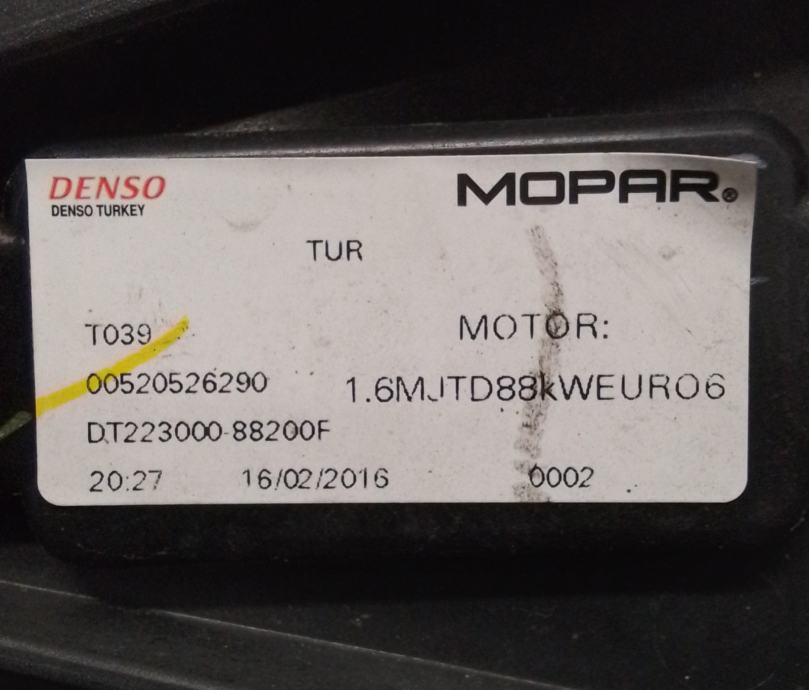 DENSO
DENSO TURKEY
MOPAR®
TUR
T039
MOTOR:
00520526290
1.6MJTD88kWEURO6
DT223000-88200F
20:27 16/02/2016 0002